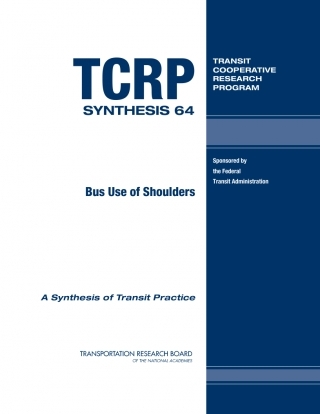 TCRP
SYNTHESIS 64
TRANSIT
COOPERATIVE
RESEARCH
PROGRAM
Sponsored by
the Federal
Transit Administration
Bus Use of Shoulders
A Synthesis of Transit Practice
TRANSPORTATION RESEARCH BOARD
OF THE NATIONAL ACADEMIES